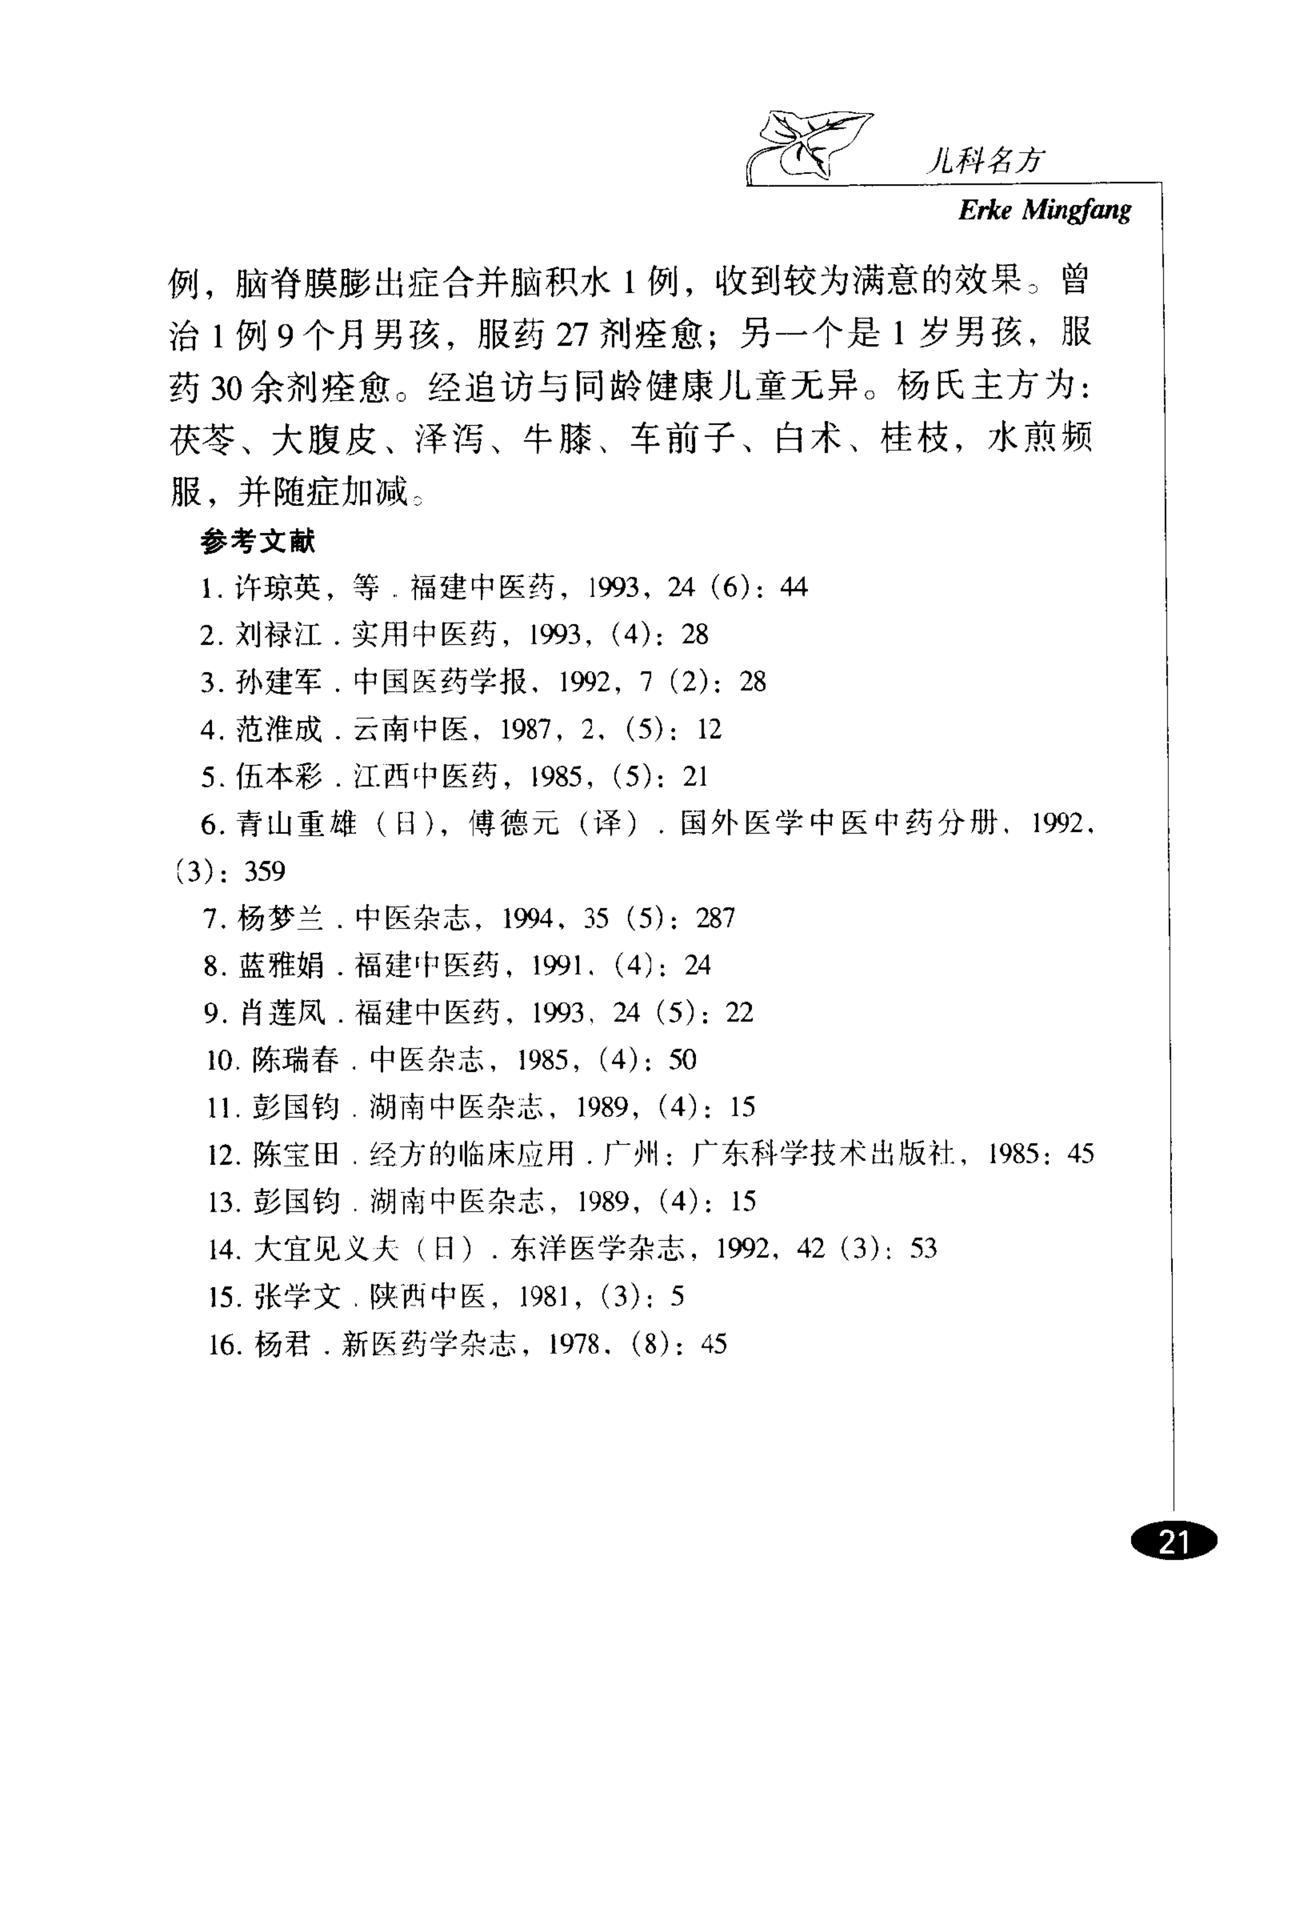 儿科名方
Erke Mingfang
例，脑脊膜膨出症合并脑积水 1 例，收到较为满意的效果。曾
治 1 例 9 个月男孩，服药 27 剂痊愈；另一个是 1 岁男孩，服
药 30 余剂痊愈。经追访与同龄健康儿童无异。杨氏主方为：
茯苓、大腹皮、泽泻、牛膝、车前子、白术、桂枝，水煎频
服，并随症加减。
参考文献
1. 许琼英，等．福建中医药，1993，24（6）：44
2. 刘禄江．实用中医药，1993，（4）：28
3. 孙建军．中国医药学报，1992，7（2）：28
4. 范淮成．云南中医，1987，2，（5）：12
5. 伍本彩．江西中医药，1985，（5）：21
6. 青山重雄（日），傅德元（译）．国外医学中医中药分册，1992，
（3）：359
7. 杨梦兰．中医杂志，1994，35（5）：287
8. 蓝雅娟．福建中医药，1991，（4）：24
9. 肖莲凤．福建中医药，1993，24（5）：22
10. 陈瑞春．中医杂志，1985，（4）：50
11. 彭国钧．湖南中医杂志，1989，（4）：15
12. 陈宝田．经方的临床应用．广州：广东科学技术出版社，1985：45
13. 彭国钧．湖南中医杂志，1989，（4）：15
14. 大宜见义夫（日）．东洋医学杂志，1992，42（3）：53
15. 张学文．陕西中医，1981，（3）：5
16. 杨君．新医药学杂志，1978，（8）：45
21